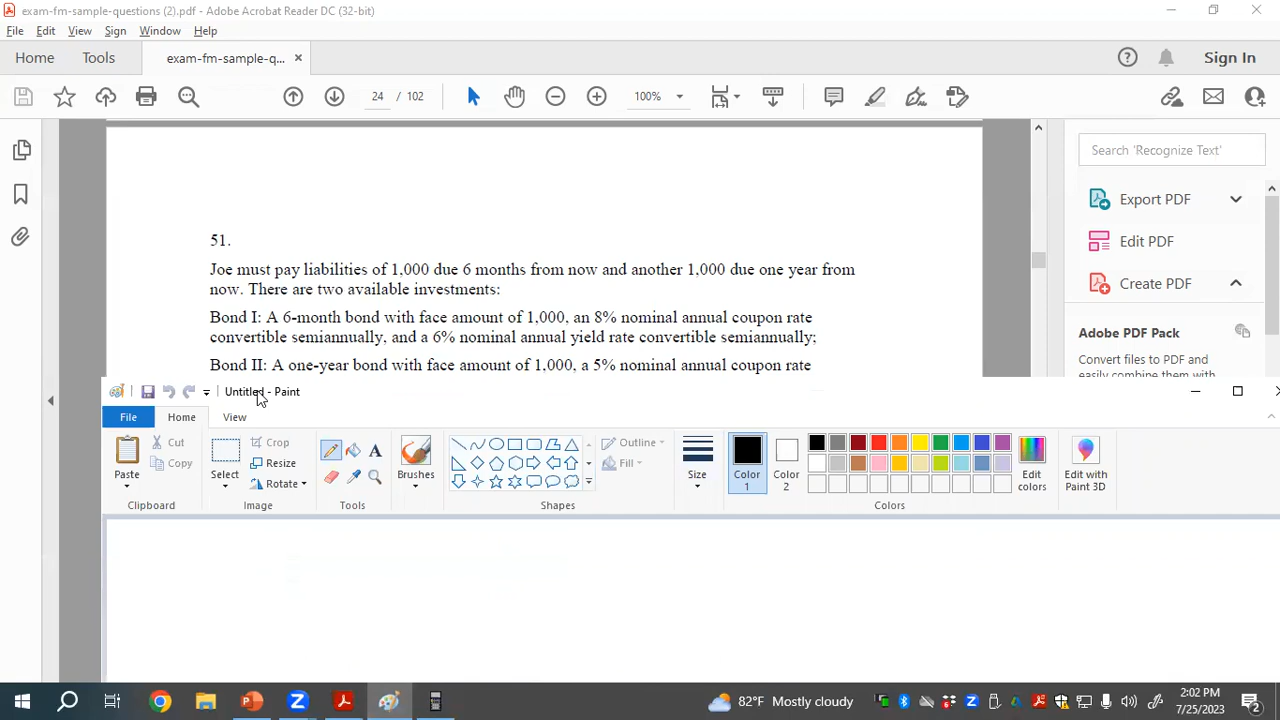 exam-fm-sample-questions (2).pdf - Adobe Acrobat Reader DC (32-bit)
File Edit View Sign Window Help
Home Tools exam-fm-sample-q... × Sign In
24 / 102 100%
Search 'Recognize Text'
Export PDF
Edit PDF
Create PDF
Adobe PDF Pack
Convert files to PDF and
easily combine them with
51.
Joe must pay liabilities of 1,000 due 6 months from now and another 1,000 due one year from
now. There are two available investments:
Bond I: A 6-month bond with face amount of 1,000, an 8% nominal annual coupon rate
convertible semiannually, and a 6% nominal annual yield rate convertible semiannually;
Bond II: A one-year bond with face amount of 1,000, a 5% nominal annual coupon rate
Untitled - Paint
File Home View
Paste Cut Copy Select Crop Resize Rotate A Brushes Outline Fill Size Color 1 Color 2 Edit colors Edit with Paint 3D
Clipboard Image Tools Shapes Colors
82°F Mostly cloudy 2:02 PM
7/25/2023 2